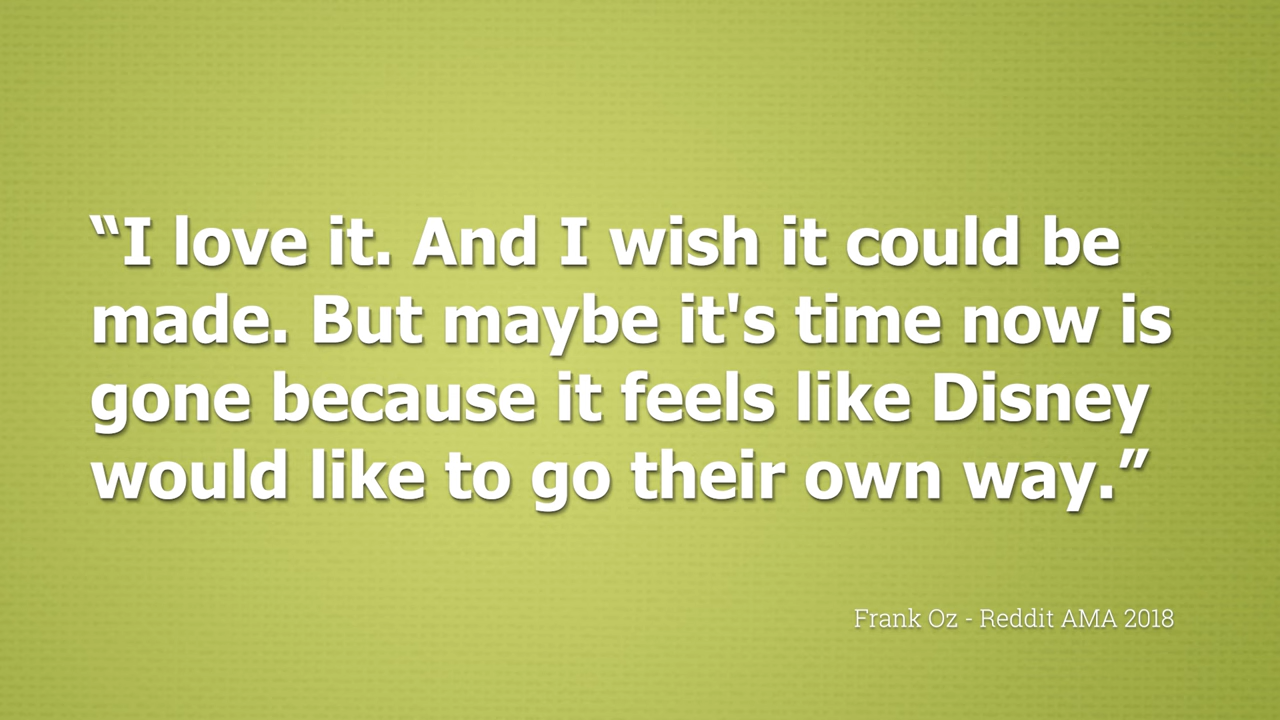 “I love it. And I wish it could be
made. But maybe it's time now is
gone because it feels like Disney
would like to go their own way.”
Frank Oz - Reddit AMA 2018